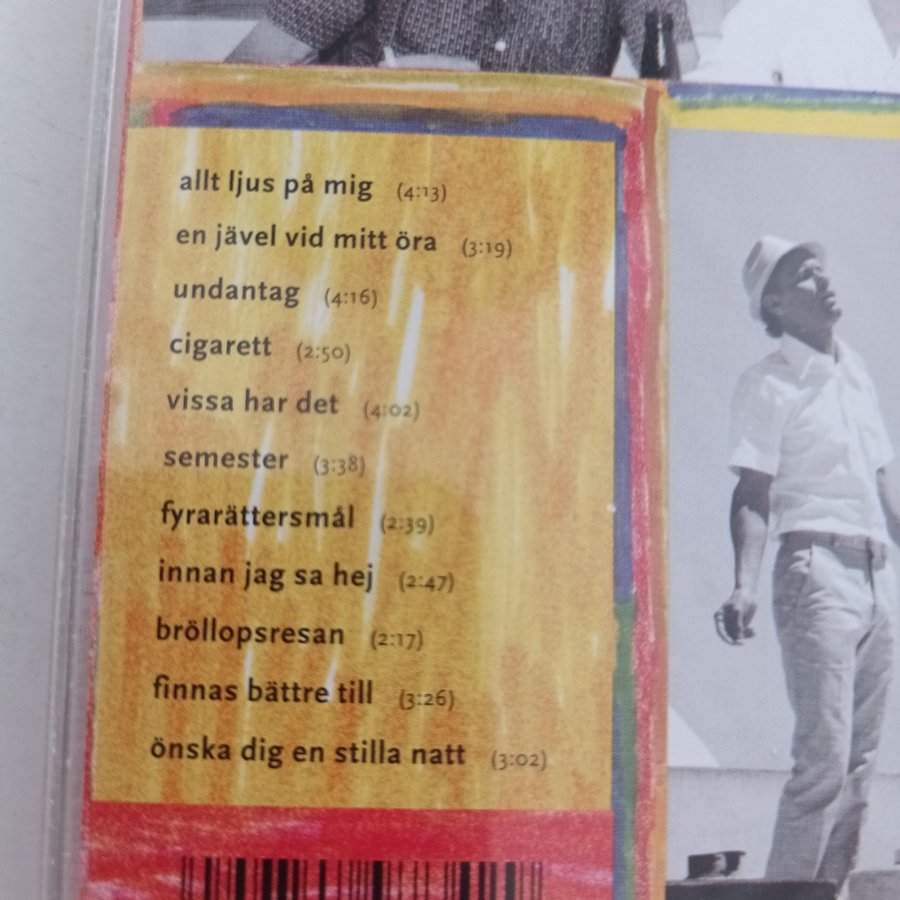 allt ljus på mig (4:13)
en jävel vid mitt öra (3:19)
undantag (4:16)
cigarett (2:50)
vissa har det (4:02)
semester (3:38)
fyrarättersmål (2:39)
innan jag sa hej (2:47)
bröllopsresan (2:17)
finnas bättre till (3:26)
önska dig en stilla natt (3:02)